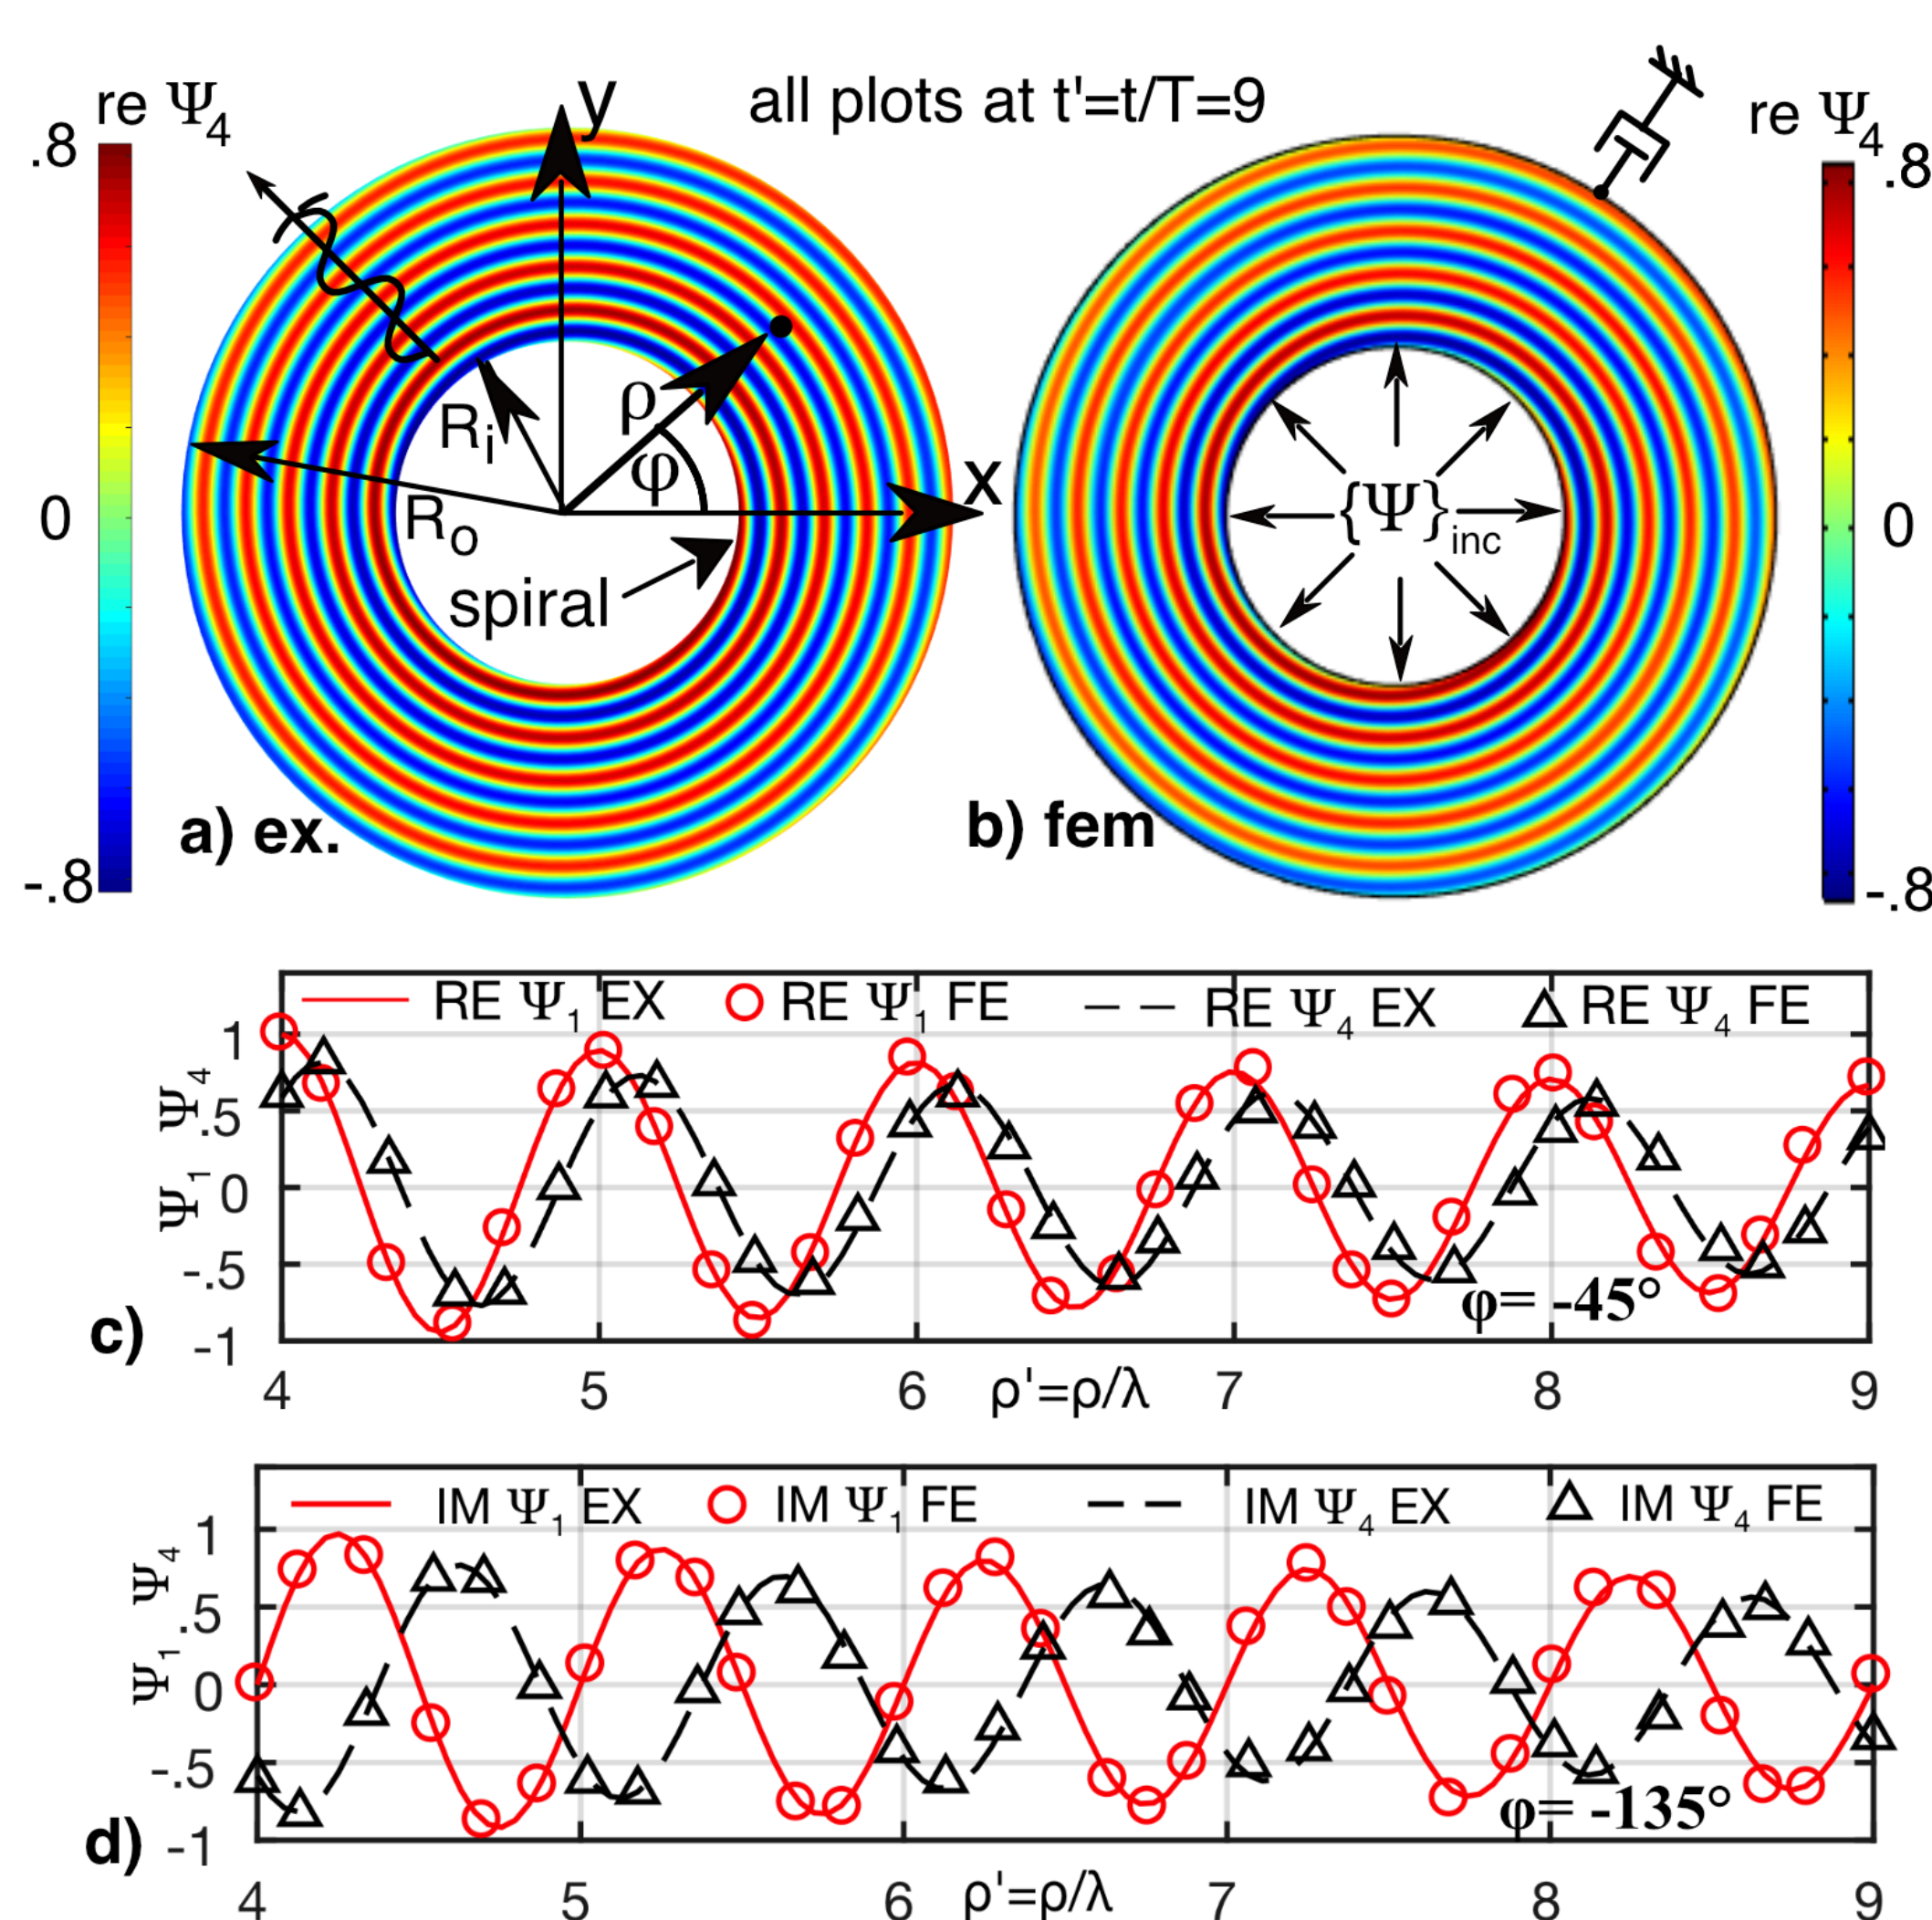 re Ψ4
all plots at t'=t/T=9
re Ψ4
.8
0
-.8
y
x
ρ
φ
Ri
Ro
spiral
a) ex.
{Ψ}inc
b) fem
.8
0
-.8
RE Ψ1 EX RE Ψ1 FE RE Ψ4 EX RE Ψ4 FE
Ψ1 Ψ4
1
.5
0
-.5
-1
φ= -45°
c)
4 5 6 ρ'=ρ/λ 7 8 9
IM Ψ1 EX IM Ψ1 FE IM Ψ4 EX IM Ψ4 FE
Ψ1 Ψ4
1
.5
0
-.5
-1
φ= -135°
d)
4 5 6 ρ'=ρ/λ 7 8 9